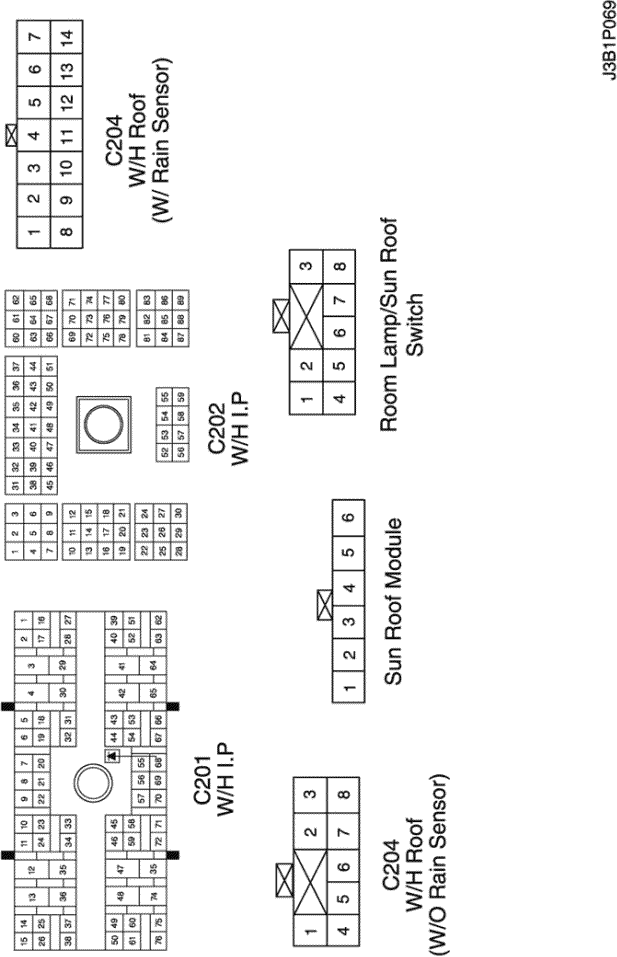 15 14 13 12 11 10 9 8 7 6 5 4 3 2 1
26 25 24 23 22 21 20 19 18 17 16
38 37 36 35 34 33 32 31 30 29 28 27
50 49 48 47 46 45 44 43 42 41 40 39
61 60 59 58 57 56 55 54 53 52 51
76 75 74 35 72 71 70 69 68 67 66 65 64 63 62
C201
W/H I.P
1 2 3
4 5 6
7 8 9
10 11 12
13 14 15
16 17 18
19 20 21
22 23 24
25 26 27
28 29 30
31 32 33 34 35 36 37
38 39 40 41 42 43 44
45 46 47 48 49 50 51
52 53 54 55
56 57 58 59
60 61 62
63 64 65
66 67 68
69 70 71
72 73 74
75 76 77
78 79 80
81 82 83
84 85 86
87 88 89
C202
W/H I.P
1 2 3 4 5 6 7
8 9 10 11 12 13 14
C204
W/H Roof
(W/ Rain Sensor)
1 2 3
4 5 6 7 8
C204
W/H Roof
(W/O Rain Sensor)
1 2 3 4 5 6
Sun Roof Module
1 2 3
4 5 6 7 8
Room Lamp/Sun Roof
Switch
J3B1P069